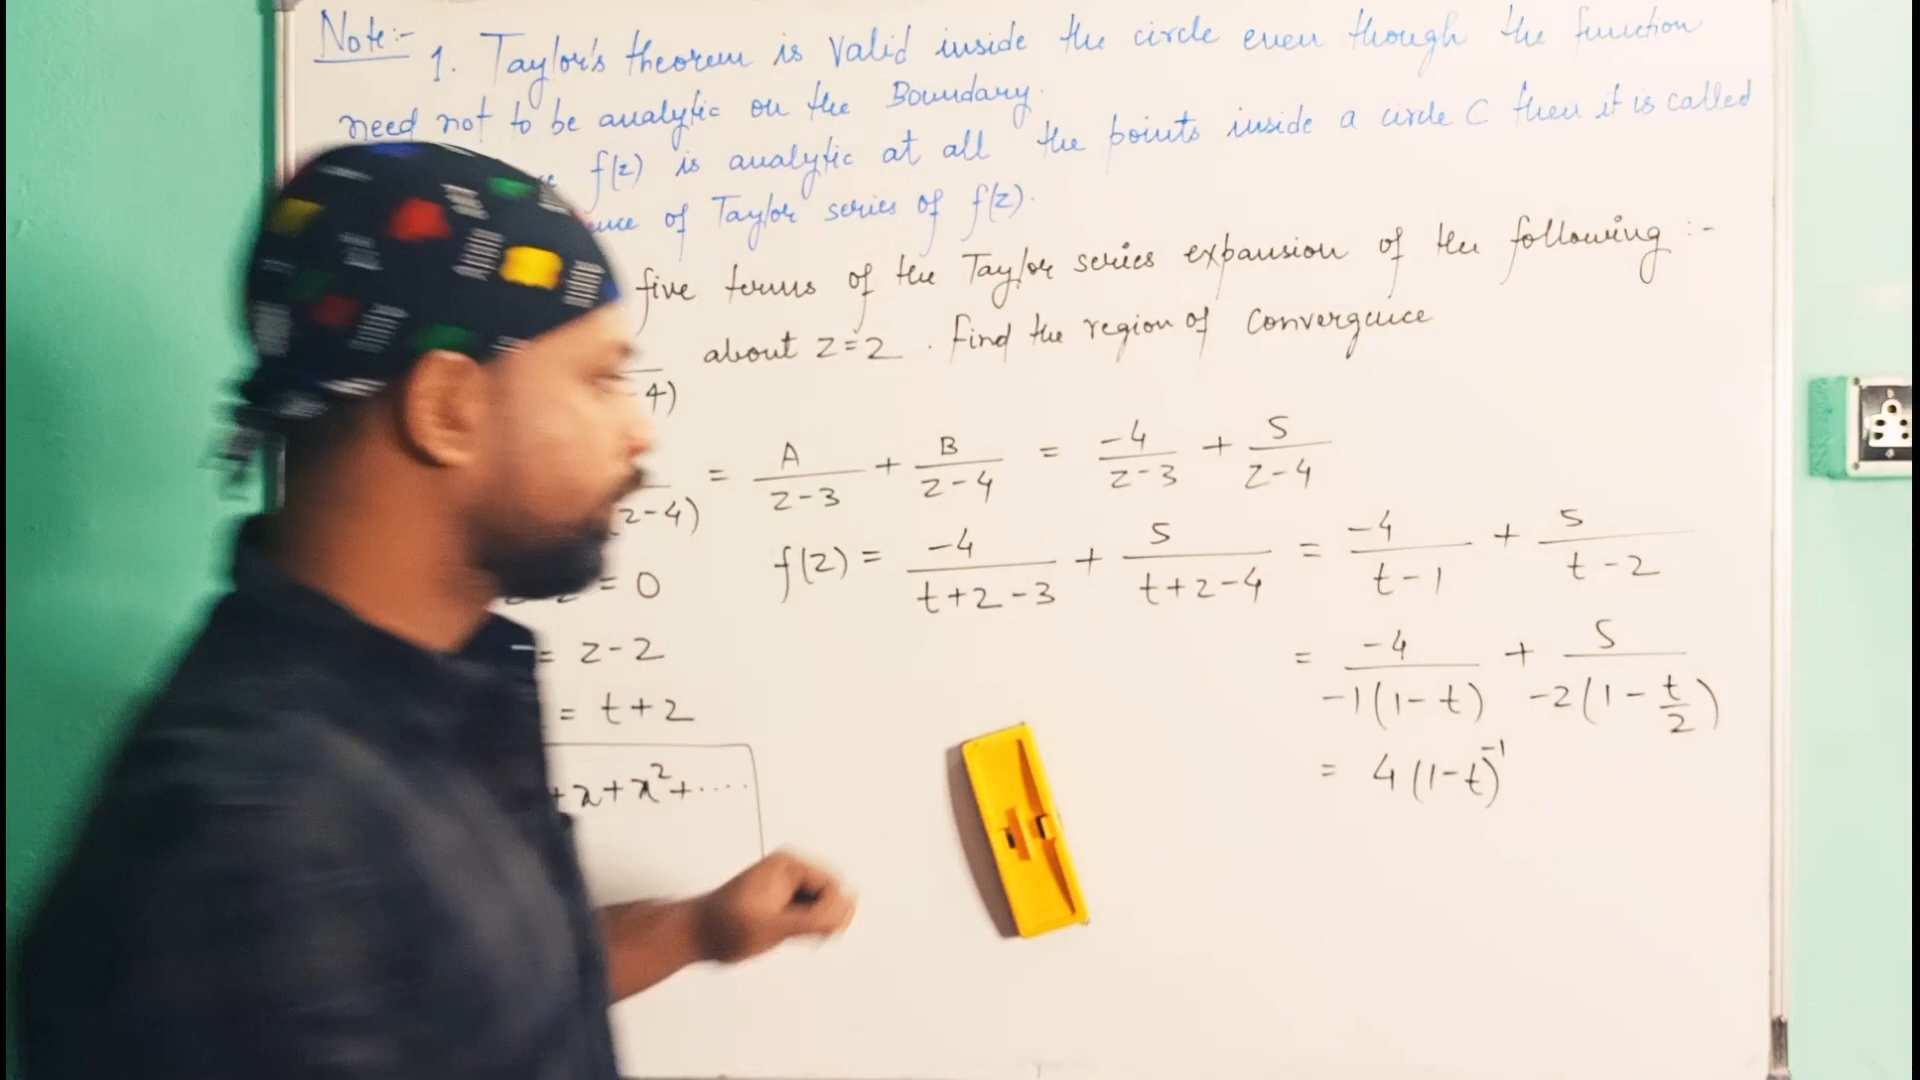 Note:-
1. Taylor's theorem is valid inside the circle even though the function
need not to be analytic on the Boundary.
f(z) is analytic at all the points inside a circle C then it is called
of Taylor series of f(z).
five terms of the Taylor series expansion of the following :-
about z=2 . Find the region of convergence
4)
(z-4) = A/(z-3) + B/(z-4) = -4/(z-3) + 5/(z-4)
f(z) = -4/(t+2-3) + 5/(t+2-4) = -4/(t-1) + 5/(t-2)
= 0
= z-2
= -4/(-1(1-t)) + 5/(-2(1-t/2))
= t+2
= 4(1-t)^-1
+x+x²+....